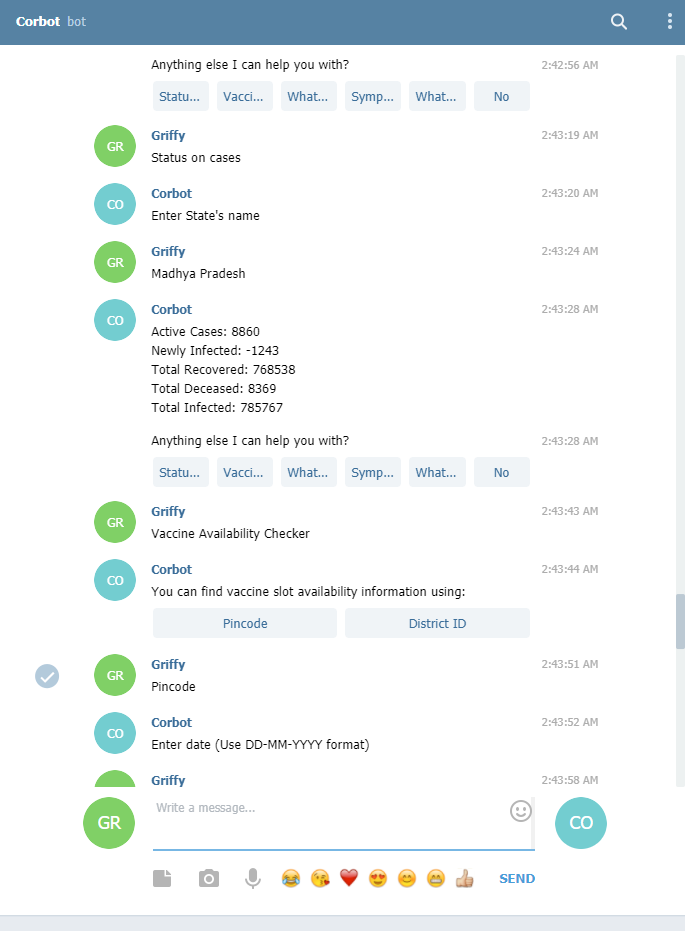 Corbot bot
Anything else I can help you with? 2:42:56 AM
Statu... Vacci... What... Symp... What... No
GR Griffy 2:43:19 AM
Status on cases
CO Corbot 2:43:20 AM
Enter State's name
GR Griffy 2:43:24 AM
Madhya Pradesh
CO Corbot 2:43:28 AM
Active Cases: 8860
Newly Infected: -1243
Total Recovered: 768538
Total Deceased: 8369
Total Infected: 785767
Anything else I can help you with? 2:43:28 AM
Statu... Vacci... What... Symp... What... No
GR Griffy 2:43:43 AM
Vaccine Availability Checker
CO Corbot 2:43:44 AM
You can find vaccine slot availability information using:
Pincode District ID
GR Griffy 2:43:51 AM
Pincode
CO Corbot 2:43:52 AM
Enter date (Use DD-MM-YYYY format)
Griffy 2:43:58 AM
GR Write a message... CO
SEND